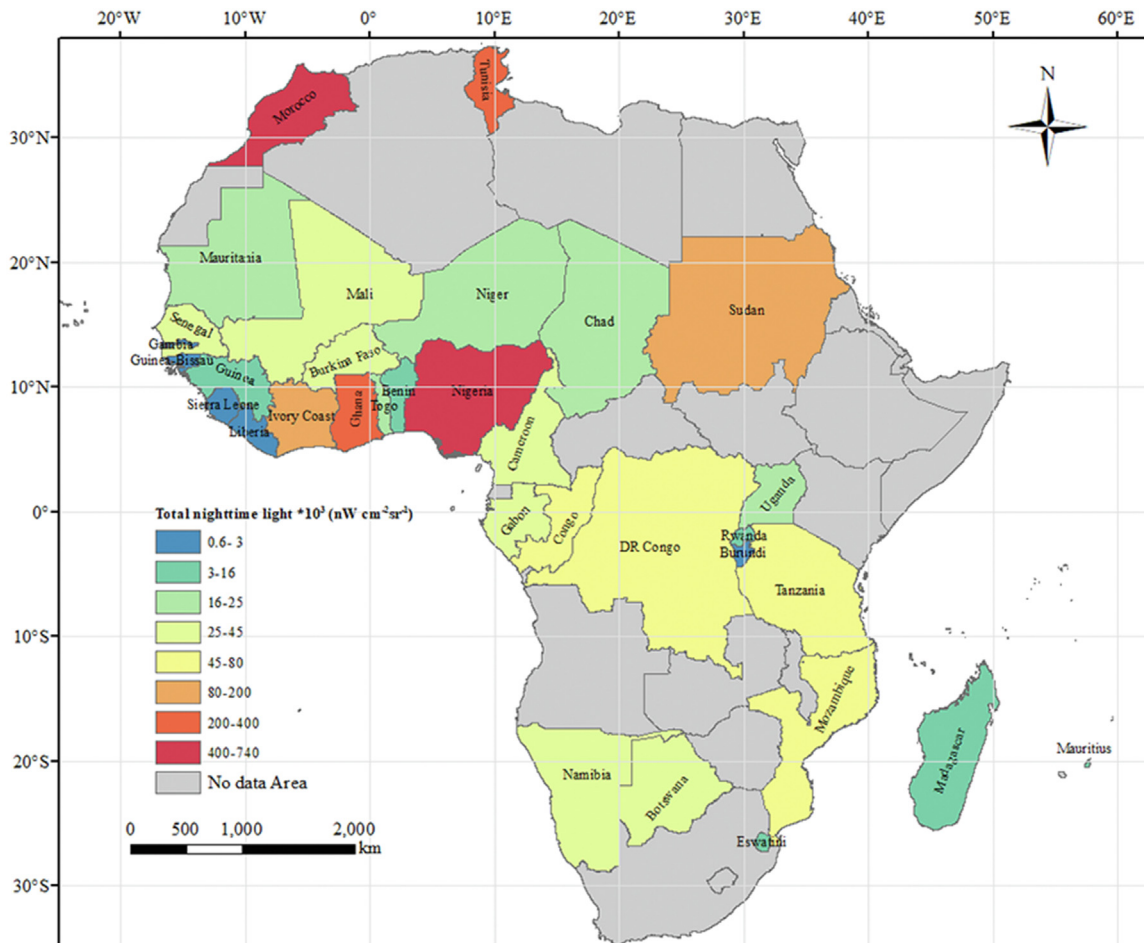 20°W 10°W 0° 10°E 20°E 30°E 40°E 50°E 60°E
N
30°N
20°N
10°N
0°
10°S
20°S
30°S
Morocco
Tunisia
Mauritania
Mali
Niger
Chad
Sudan
Senegal
Gambia
Guinea-Bissau
Guinea
Burkina Faso
Sierra Leone
Liberia
Ivory Coast
Ghana
Togo
Benin
Nigeria
Cameroon
Gabon
Congo
DR Congo
Uganda
Rwanda
Burundi
Tanzania
Mozambique
Madagascar
Mauritius
Namibia
Botswana
Eswatini
Total nighttime light *10³ (nW cm⁻²sr⁻¹)
0.6- 3
3-16
16-25
25-45
45-80
80-200
200-400
400-740
No data Area
0 500 1,000 2,000
km